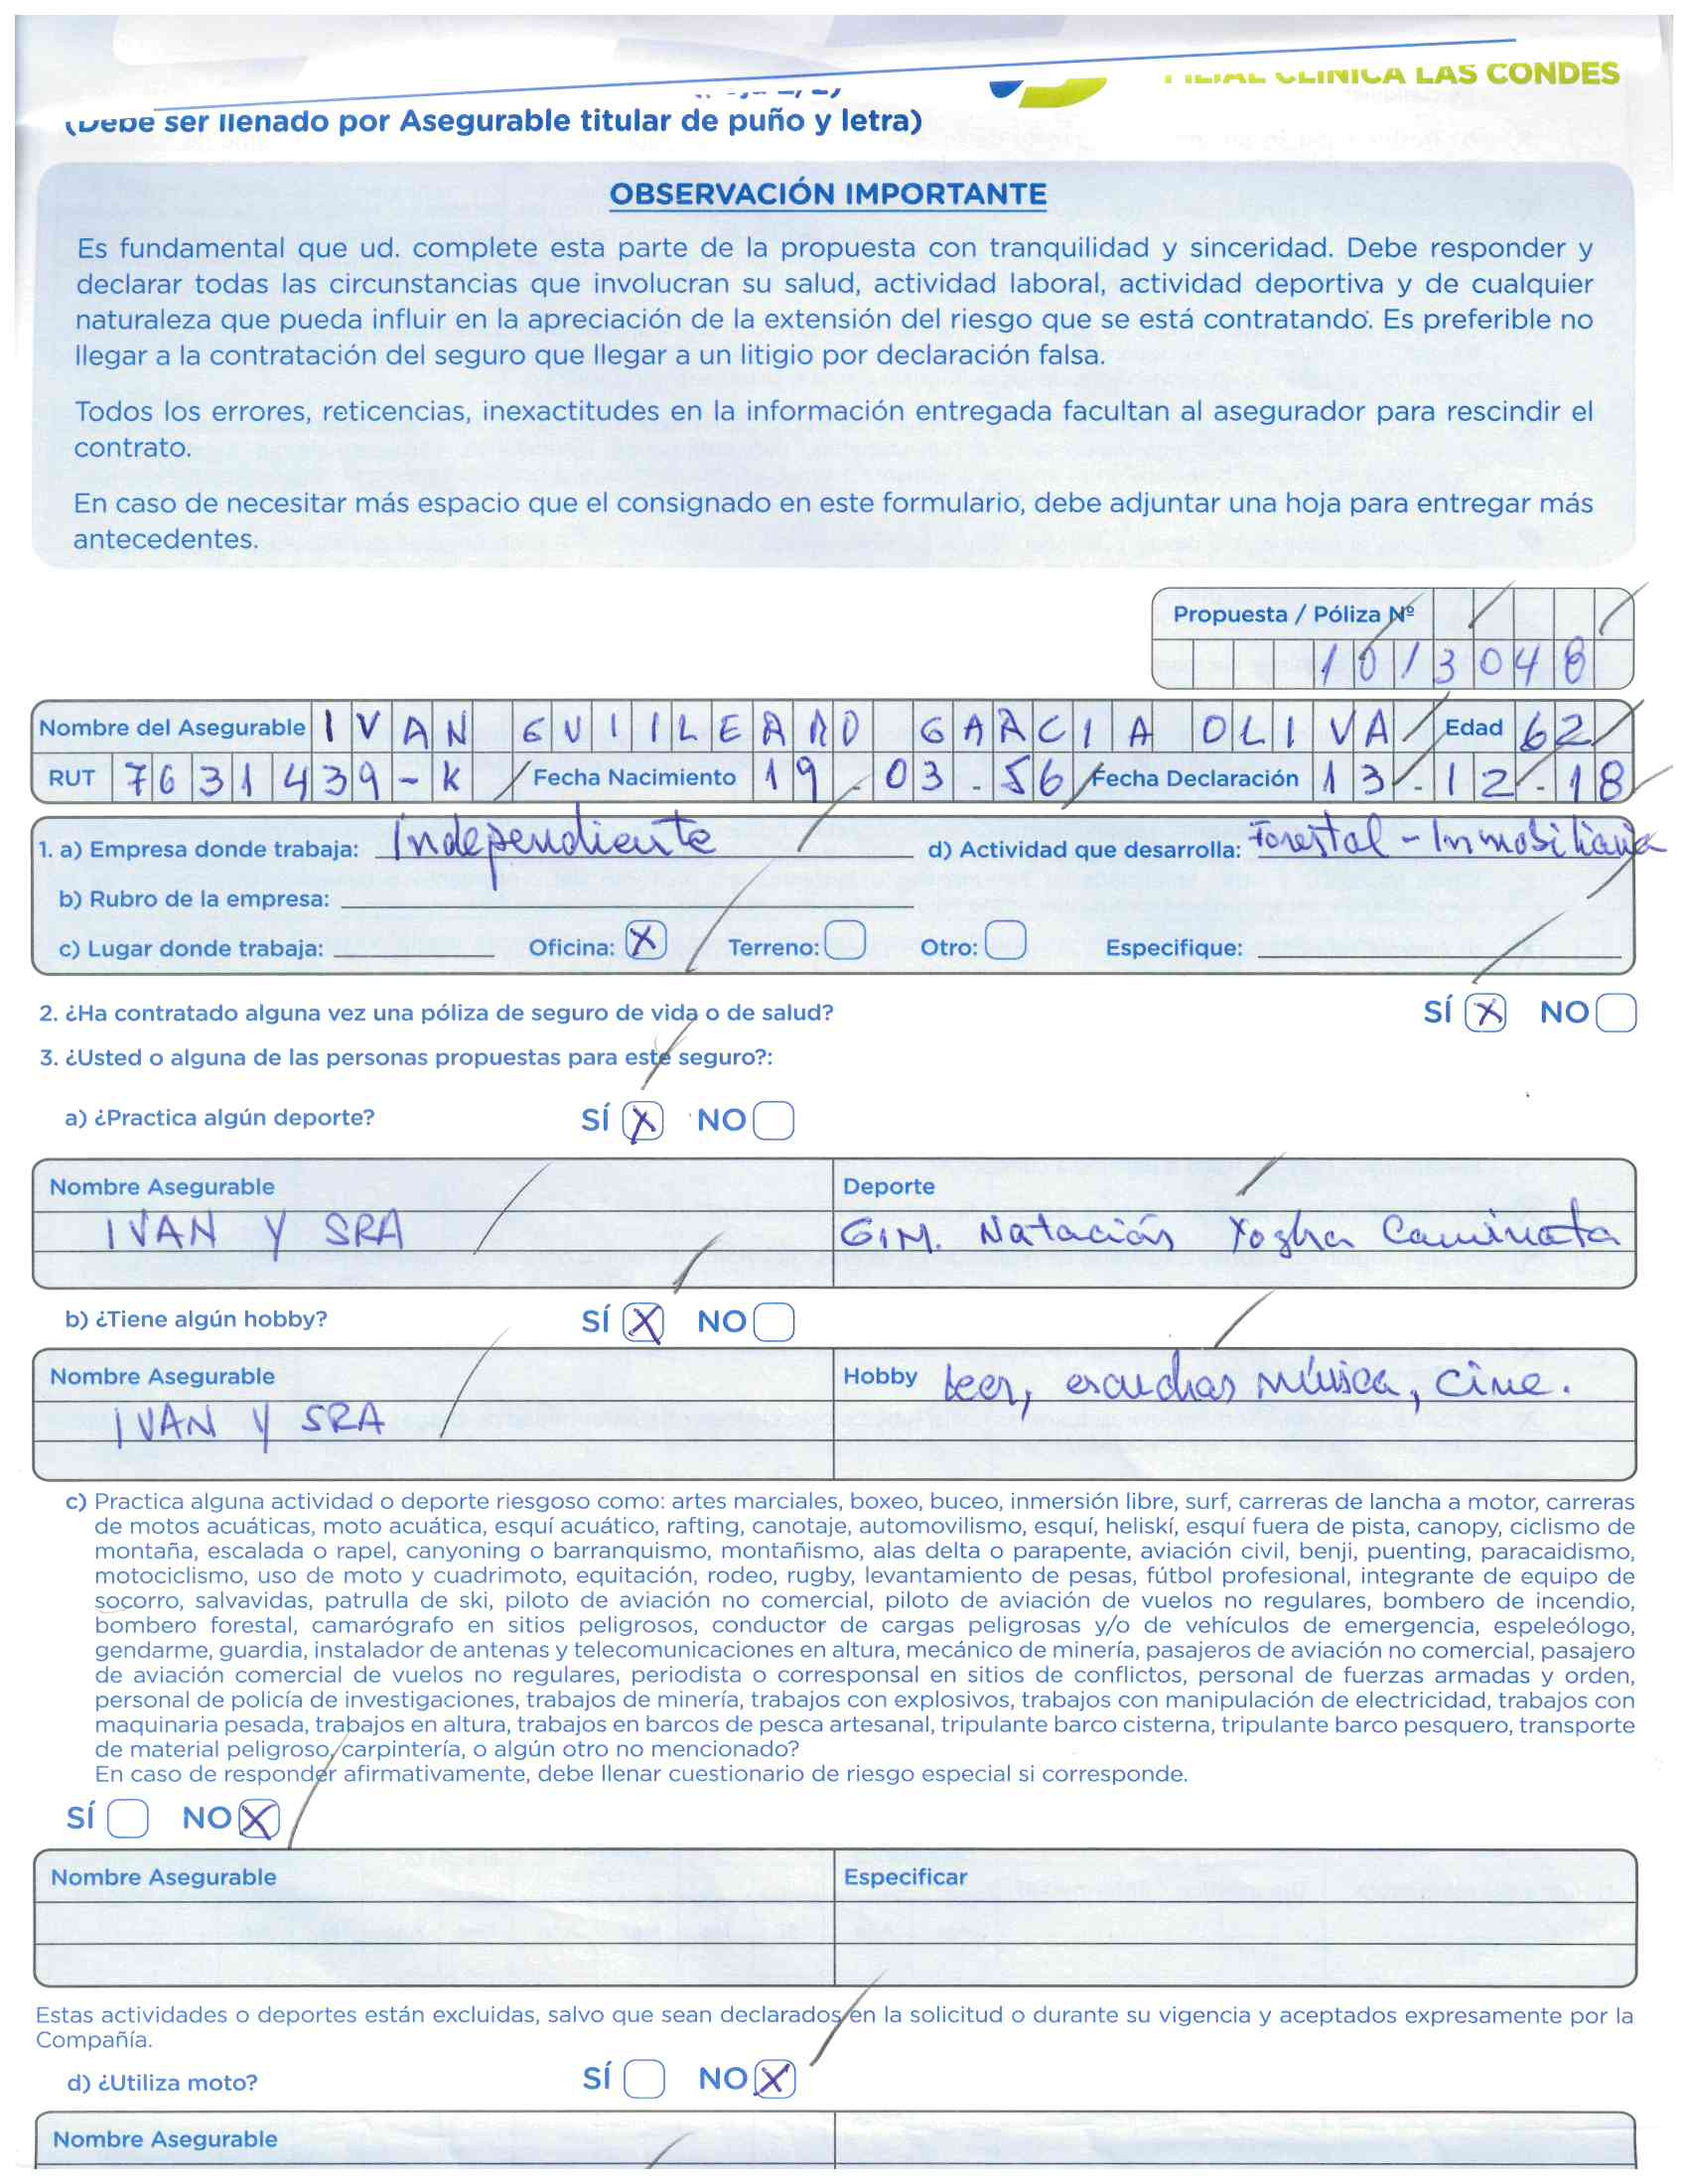 CLINICA LAS CONDES
ser llenado por Asegurable titular de puño y letra)
OBSERVACIÓN IMPORTANTE
Es fundamental que ud. complete esta parte de la propuesta con tranquilidad y sinceridad. Debe responder y
declarar todas las circunstancias que involucran su salud, actividad laboral, actividad deportiva y de cualquier
naturaleza que pueda influir en la apreciación de la extensión del riesgo que se está contratando. Es preferible no
llegar a la contratación del seguro que llegar a un litigio por declaración falsa.
Todos los errores, reticencias, inexactitudes en la información entregada facultan al asegurador para rescindir el
contrato.
En caso de necesitar más espacio que el consignado en este formulario, debe adjuntar una hoja para entregar más
antecedentes.
Propuesta / Póliza Nº
10/3048
Nombre del Asegurable IVAN GUILLERMO GARCIA OLIVA Edad 62
RUT 7631439-K Fecha Nacimiento 19.03.56 Fecha Declaración 13.12.18
1. a) Empresa donde trabaja: Independiente d) Actividad que desarrolla: Forestal - Inmobiliaria
b) Rubro de la empresa:
c) Lugar donde trabaja: Oficina: X Terreno: Otro: Especifique:
2. ¿Ha contratado alguna vez una póliza de seguro de vida o de salud? SÍ X NO
3. ¿Usted o alguna de las personas propuestas para este seguro?:
a) ¿Practica algún deporte? SÍ X NO
Nombre Asegurable Deporte
IVAN Y SRA GIM. Natación Yogha Caminata
b) ¿Tiene algún hobby? SÍ X NO
Nombre Asegurable Hobby Leer, escuchar música, cine.
IVAN Y SRA
c) Practica alguna actividad o deporte riesgoso como: artes marciales, boxeo, buceo, inmersión libre, surf, carreras de lancha a motor, carreras
de motos acuáticas, moto acuática, esquí acuático, rafting, canotaje, automovilismo, esquí, heliskí, esquí fuera de pista, canopy, ciclismo de
montaña, escalada o rapel, canyoning o barranquismo, montañismo, alas delta o parapente, aviación civil, benji, puenting, paracaidismo,
motociclismo, uso de moto y cuadrimoto, equitación, rodeo, rugby, levantamiento de pesas, fútbol profesional, integrante de equipo de
socorro, salvavidas, patrulla de ski, piloto de aviación no comercial, piloto de aviación de vuelos no regulares, bombero de incendio,
bombero forestal, camarógrafo en sitios peligrosos, conductor de cargas peligrosas y/o de vehículos de emergencia, espeleólogo,
gendarme, guardia, instalador de antenas y telecomunicaciones en altura, mecánico de minería, pasajeros de aviación no comercial, pasajero
de aviación comercial de vuelos no regulares, periodista o corresponsal en sitios de conflictos, personal de fuerzas armadas y orden,
personal de policía de investigaciones, trabajos de minería, trabajos con explosivos, trabajos con manipulación de electricidad, trabajos con
maquinaria pesada, trabajos en altura, trabajos en barcos de pesca artesanal, tripulante barco cisterna, tripulante barco pesquero, transporte
de material peligroso, carpintería, o algún otro no mencionado?
En caso de responder afirmativamente, debe llenar cuestionario de riesgo especial si corresponde.
SÍ NO X
Nombre Asegurable Especificar
Estas actividades o deportes están excluidas, salvo que sean declarados en la solicitud o durante su vigencia y aceptados expresamente por la
Compañía.
d) ¿Utiliza moto? SÍ NO X
Nombre Asegurable